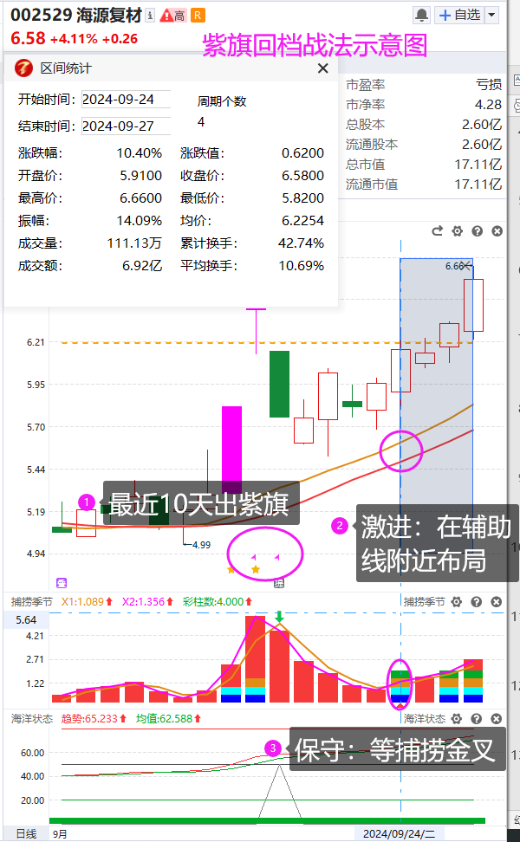 002529 海源复材 i 高 R 自选
6.58 +4.11% +0.26
紫旗回档战法示意图
区间统计
开始时间: 2024-09-24 周期个数
结束时间: 2024-09-27 4
涨跌幅: 10.40% 涨跌值: 0.6200
开盘价: 5.9100 收盘价: 6.5800
最高价: 6.6600 最低价: 5.8200
振幅: 14.09% 均价: 6.2254
成交量: 111.13万 累计换手: 42.74%
成交额: 6.92亿 平均换手: 10.69%
市盈率 亏损
市净率 4.28
总股本 2.60亿
流通股本 2.60亿
总市值 17.11亿
流通市值 17.11亿
6.66
6.21
5.95
5.70
5.44
5.19
4.94
4.99
1 最近10天出紫旗
2 激进：在辅助
线附近布局
捕捞季节 X1:1.089 X2:1.356 彩柱数:4.000 捕捞季节
5.64
4.21
2.71
1.22
海洋状态 趋势:65.233 均值:62.588 海洋状态
3 保守：等捕捞金叉
60.00
40.00
20.00
日线 9月 2024/09/24/二